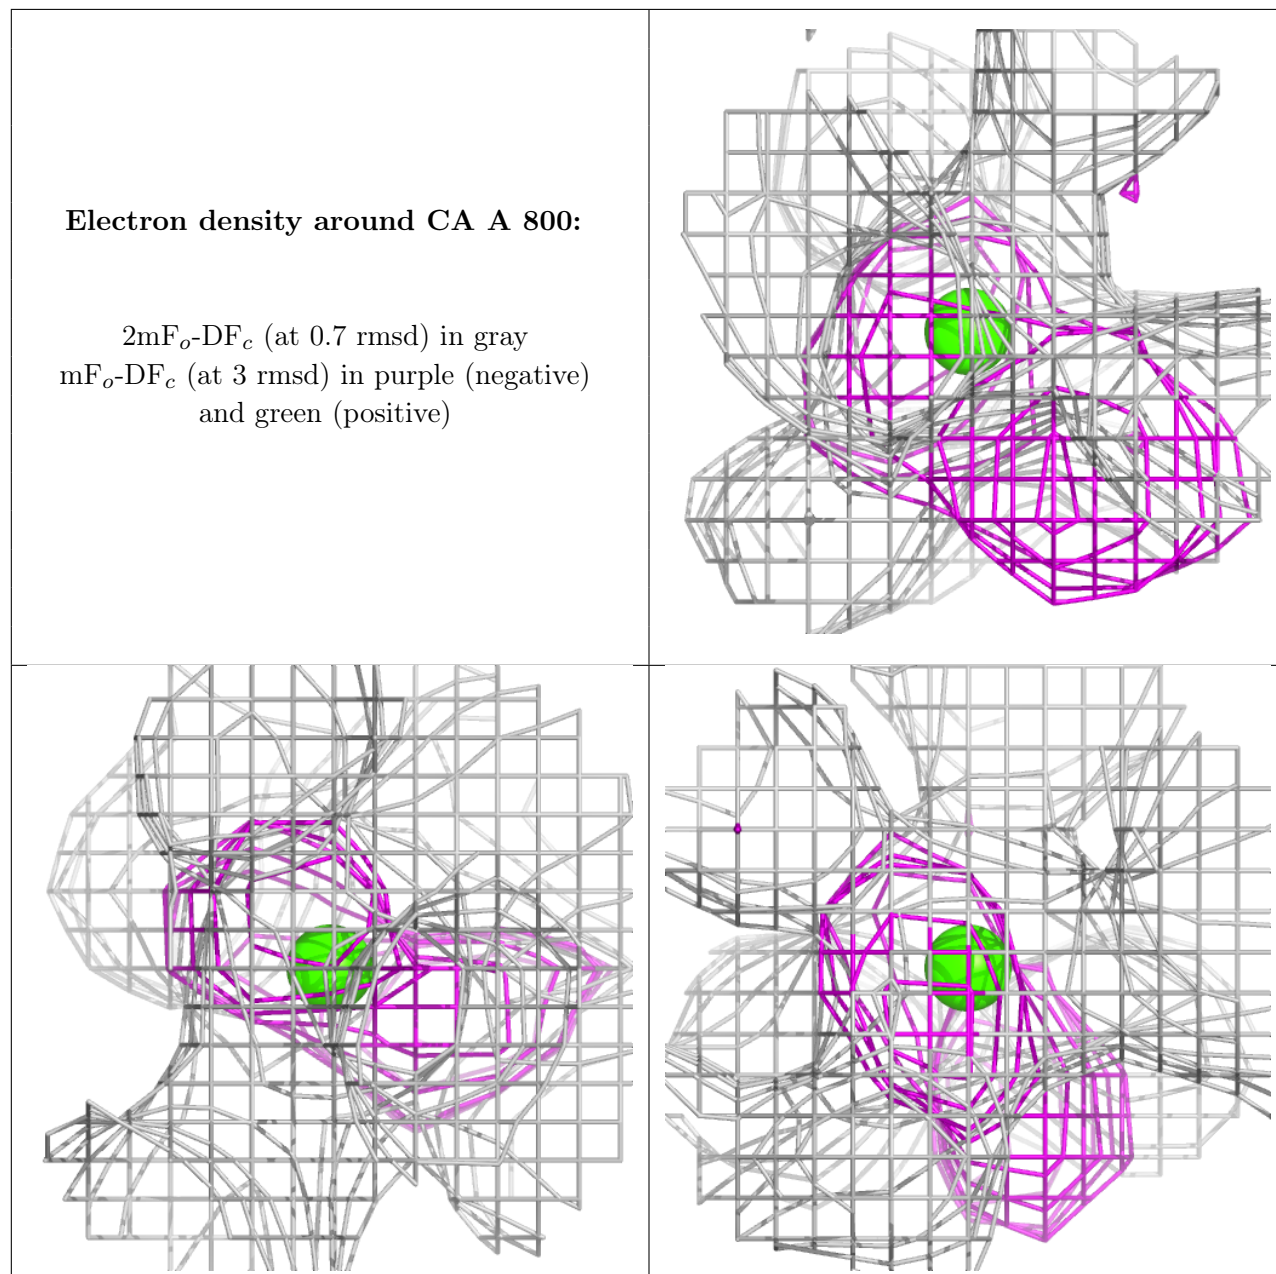 Electron density around CA A 800:
2mFo-DFc (at 0.7 rmsd) in gray
mFo-DFc (at 3 rmsd) in purple (negative)
and green (positive)